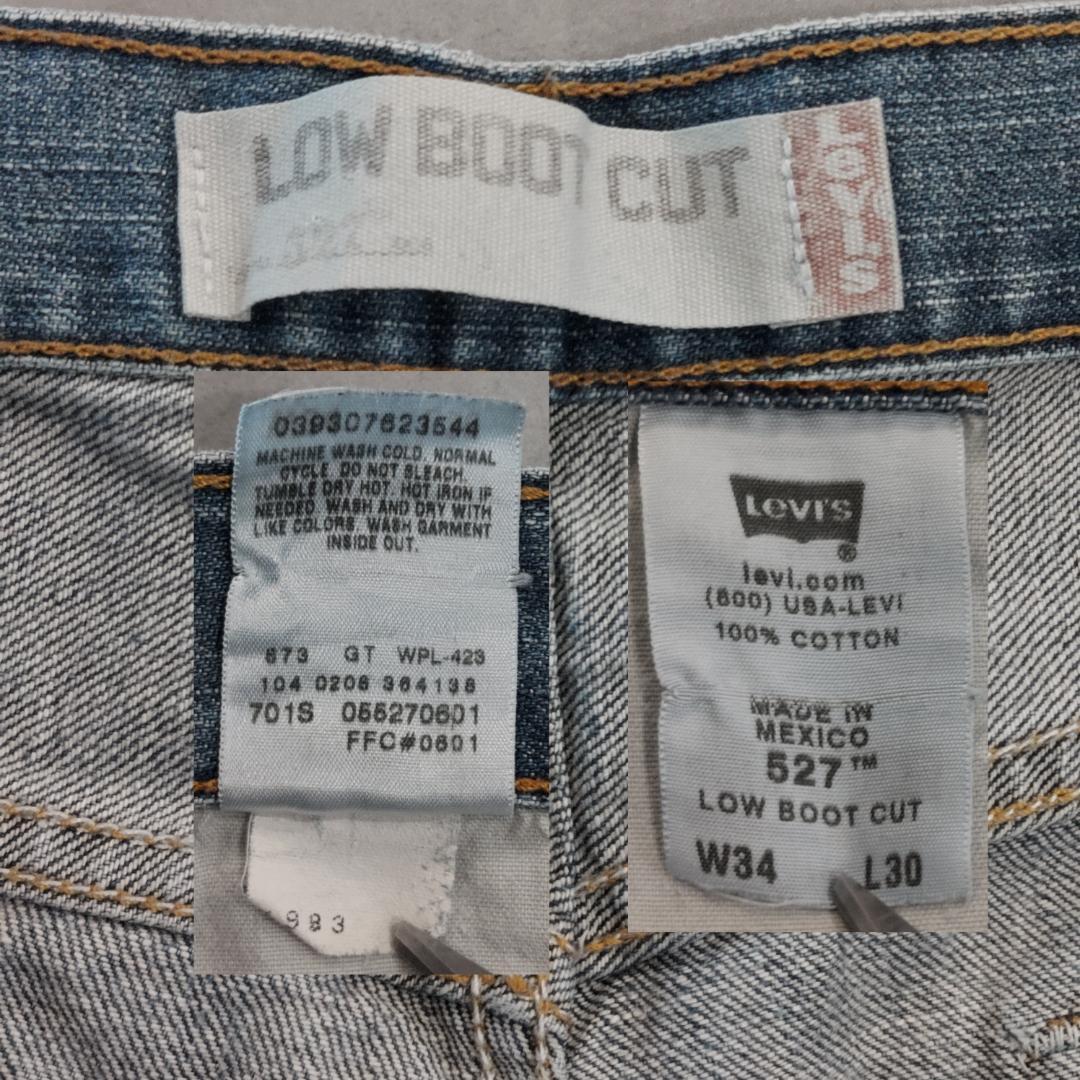 LOW BOOT CUT
Levi's
039307623544
MACHINE WASH COLD, NORMAL
CYCLE. DO NOT BLEACH.
TUMBLE DRY HOT. HOT IRON IF
NEEDED. WASH AND DRY WITH
LIKE COLORS. WASH GARMENT
INSIDE OUT.
673 GT WPL-423
104 0206 364138
701S 055270601
FFC#0601
983
Levi's
®
levi.com
(800) USA-LEVI
100% COTTON
MADE IN
MEXICO
527™
LOW BOOT CUT
W34 L30